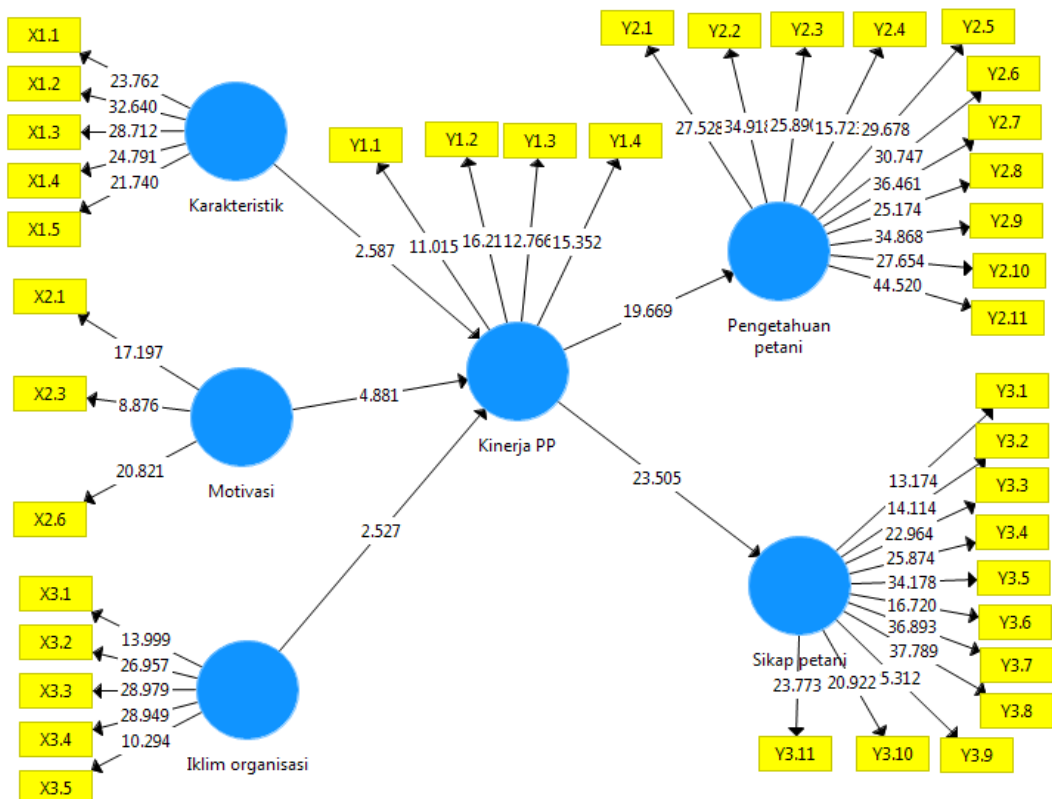 X1.1
X1.2
X1.3
X1.4
X1.5
23.762
32.640
28.712
24.791
21.740
Karakteristik
2.587
X2.1
X2.3
X2.6
17.197
8.876
20.821
Motivasi
4.881
X3.1
X3.2
X3.3
X3.4
X3.5
13.999
26.957
28.979
28.949
10.294
Iklim organisasi
2.527
Y1.1
Y1.2
Y1.3
Y1.4
11.015
16.21
12.766
15.352
Kinerja PP
19.669
23.505
Y2.1
Y2.2
Y2.3
Y2.4
Y2.5
Y2.6
Y2.7
Y2.8
Y2.9
Y2.10
Y2.11
27.528
34.918
25.890
15.723
29.678
30.747
36.461
25.174
34.868
27.654
44.520
Pengetahuan
petani
Y3.1
Y3.2
Y3.3
Y3.4
Y3.5
Y3.6
Y3.7
Y3.8
Y3.9
Y3.10
Y3.11
13.174
14.114
22.964
25.874
34.178
16.720
36.893
37.789
5.312
20.922
23.773
Sikap petani